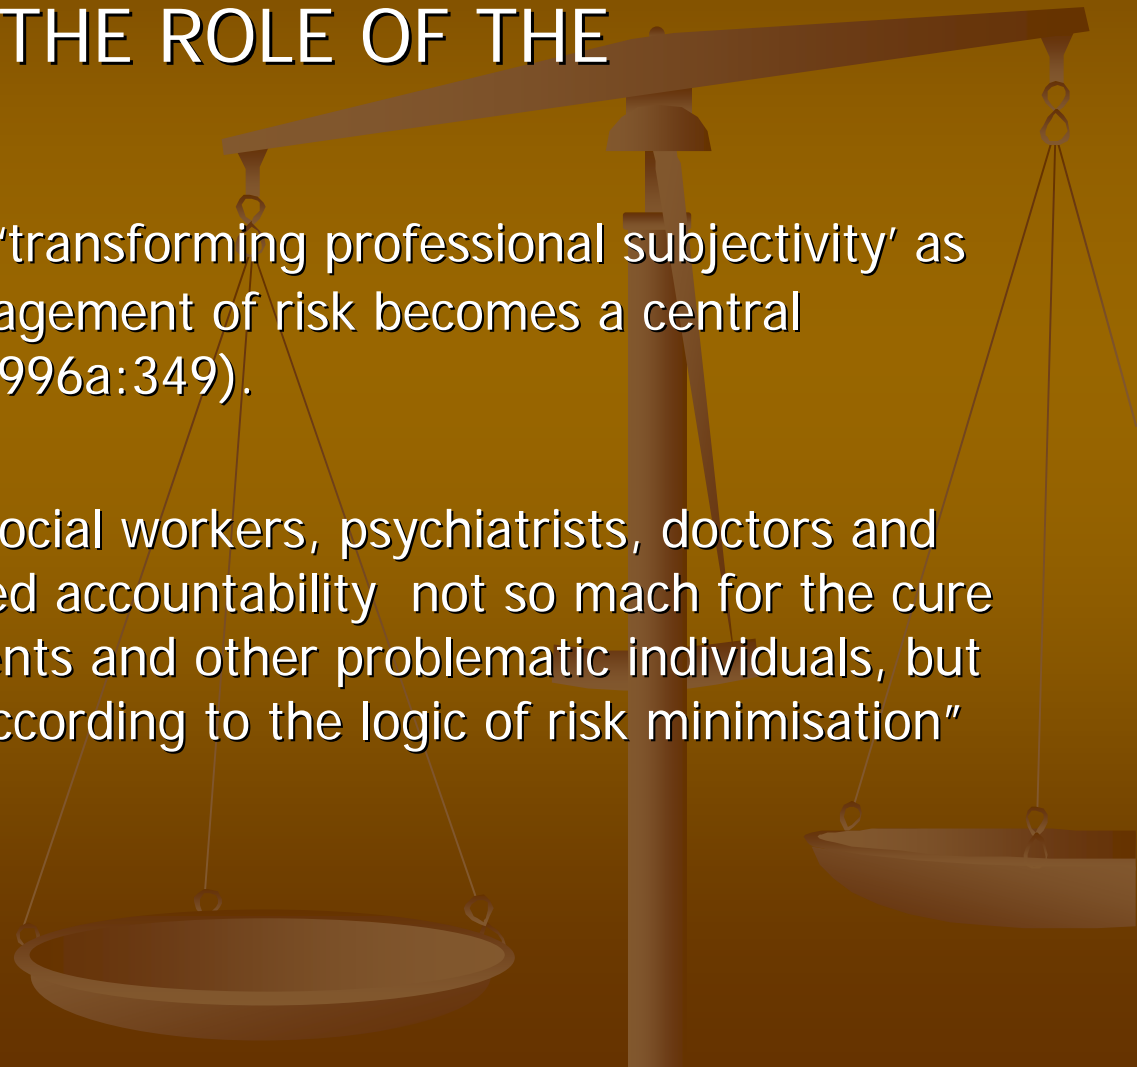 THE ROLE OF THE
‘transforming professional subjectivity’ as
agement of risk becomes a central
996a:349).
ocial workers, psychiatrists, doctors and
ed accountability  not so mach for the cure
ents and other problematic individuals, but
ccording to the logic of risk minimisation”